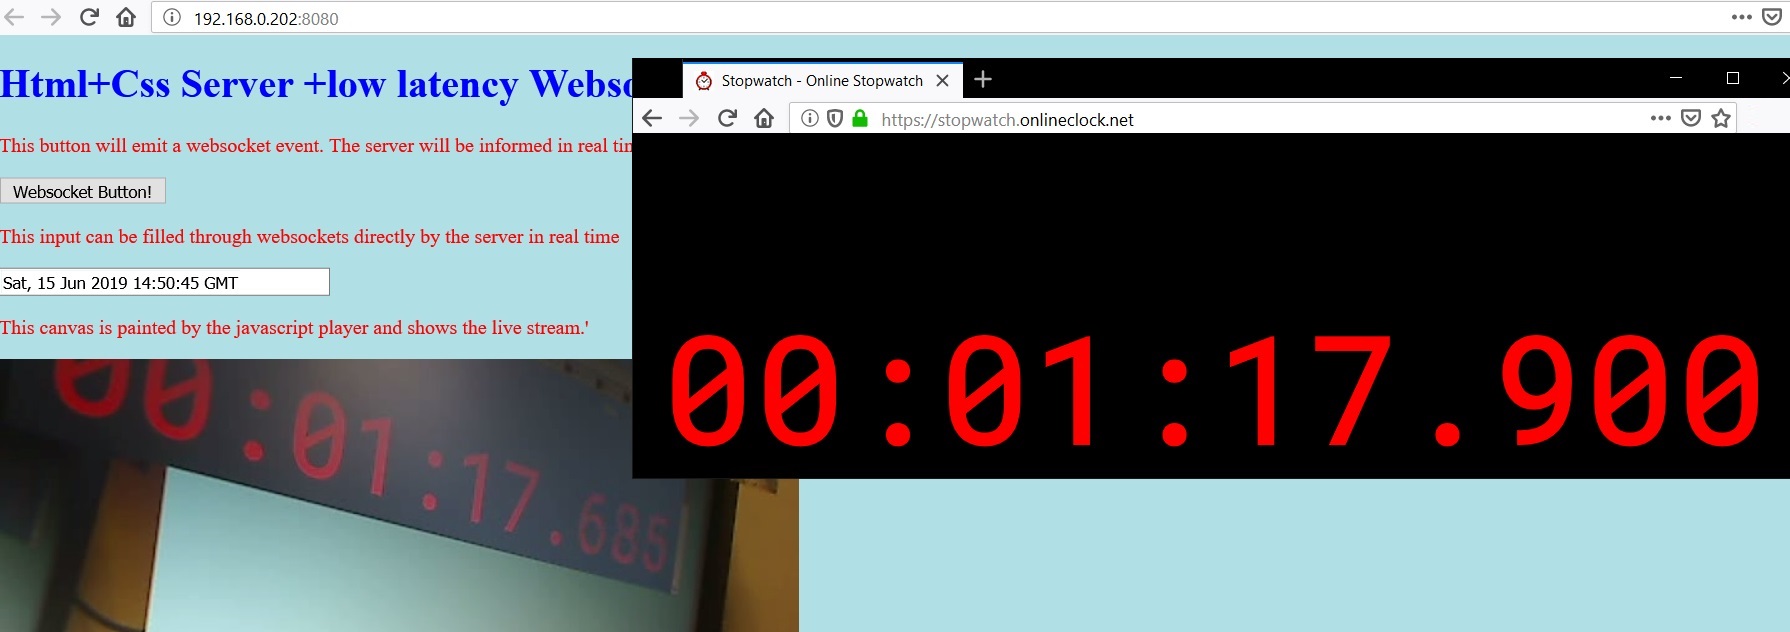 192.168.0.202:8080
Html+Css Server +low latency Webso
Stopwatch - Online Stopwatch
https://stopwatch.onlineclock.net
This button will emit a websocket event. The server will be informed in real tim
Websocket Button!
This input can be filled through websockets directly by the server in real time
Sat, 15 Jun 2019 14:50:45 GMT
This canvas is painted by the javascript player and shows the live stream.'
00:01:17.900
00:01:17.685